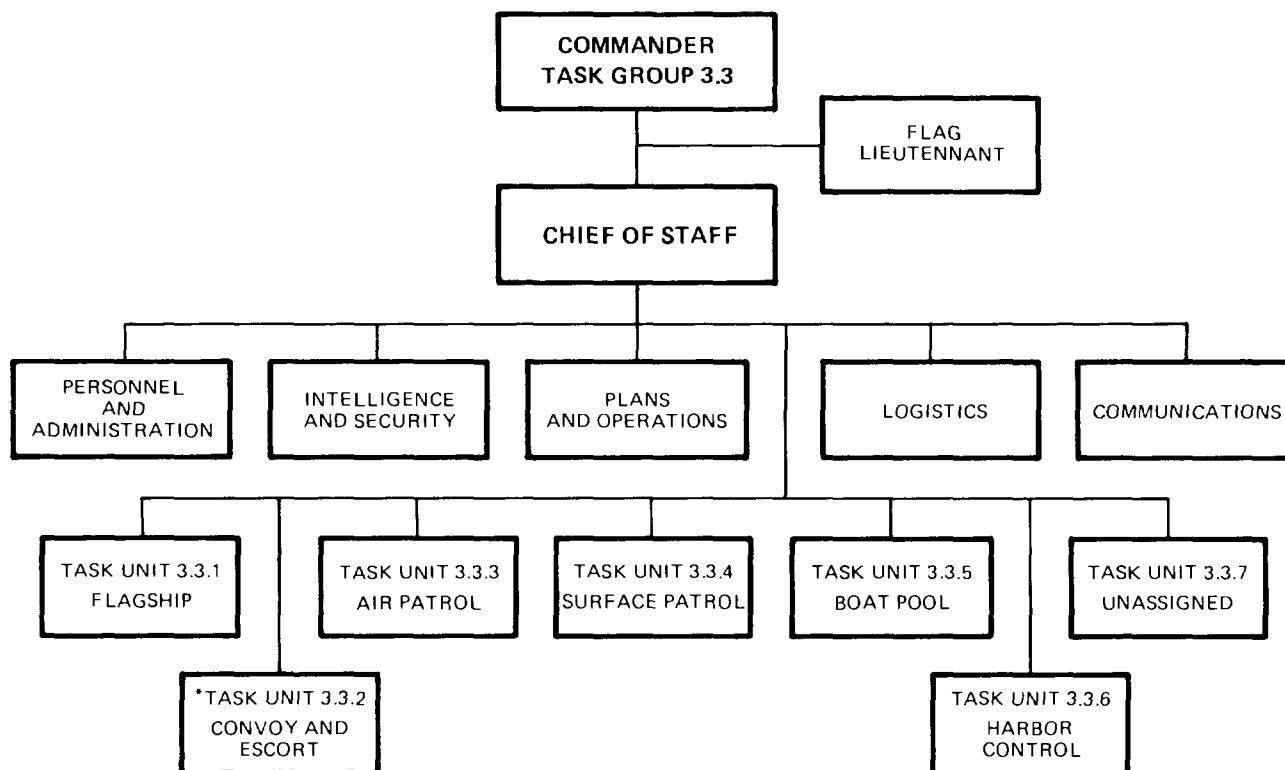 COMMANDER
TASK GROUP 3.3
FLAG
LIEUTENNANT
CHIEF OF STAFF
PERSONNEL
AND
ADMINISTRATION
INTELLIGENCE
AND SECURITY
PLANS
AND OPERATIONS
LOGISTICS
COMMUNICATIONS
TASK UNIT 3.3.1
FLAGSHIP
TASK UNIT 3.3.3
AIR PATROL
TASK UNIT 3.3.4
SURFACE PATROL
TASK UNIT 3.3.5
BOAT POOL
TASK UNIT 3.3.7
UNASSIGNED
*TASK UNIT 3.3.2
CONVOY AND
ESCORT
TASK UNIT 3.3.6
HARBOR
CONTROL